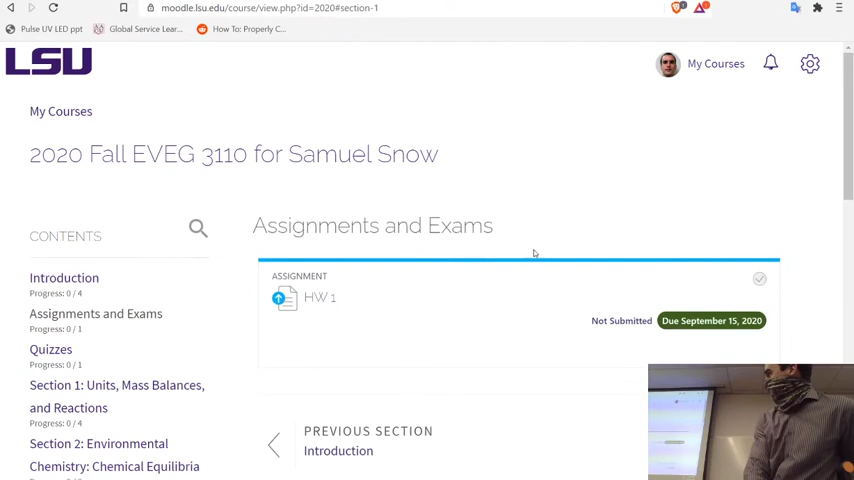 moodle.lsu.edu/course/view.php?id=2020#section-1
Pulse UV LED ppt
Global Service Lear...
How To: Properly C...
LSU
My Courses
My Courses
2020 Fall EVEG 3110 for Samuel Snow
CONTENTS
Introduction
Progress: 0 / 4
Assignments and Exams
Progress: 0 / 1
Quizzes
Progress: 0 / 1
Section 1: Units, Mass Balances,
and Reactions
Progress: 0 / 4
Section 2: Environmental
Chemistry: Chemical Equilibria
Assignments and Exams
ASSIGNMENT
HW 1
Not Submitted
Due September 15, 2020
PREVIOUS SECTION
Introduction